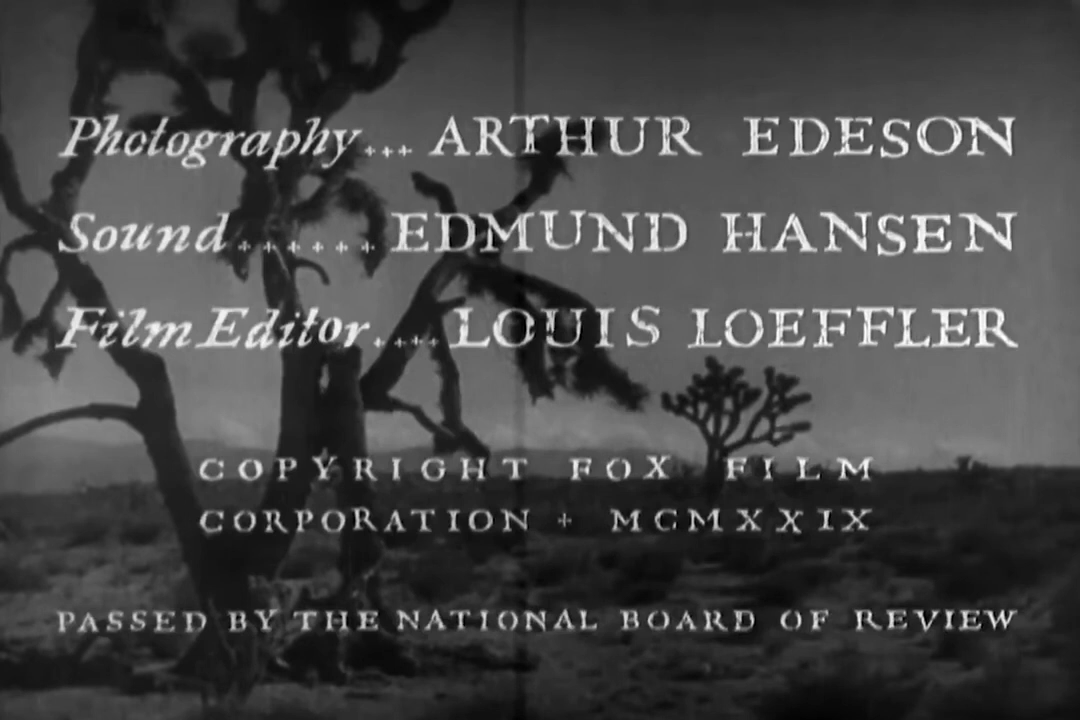 Photography... ARTHUR EDESON
Sound....... EDMUND HANSEN
Film Editor.... LOUIS LOEFFLER
COPYRIGHT FOX FILM
CORPORATION + MCMXXIX
PASSED BY THE NATIONAL BOARD OF REVIEW